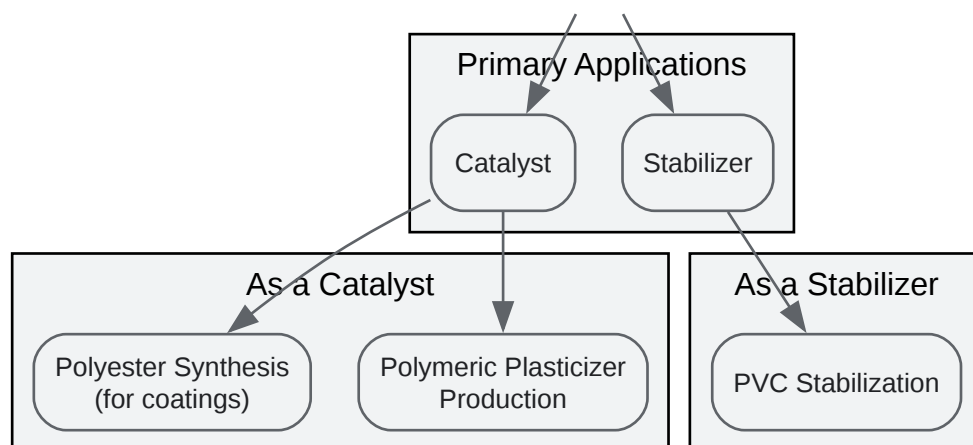 Primary Applications
Catalyst
Stabilizer
As a Catalyst
As a Stabilizer
Polyester Synthesis
(for coatings)
Polymeric Plasticizer
Production
PVC Stabilization